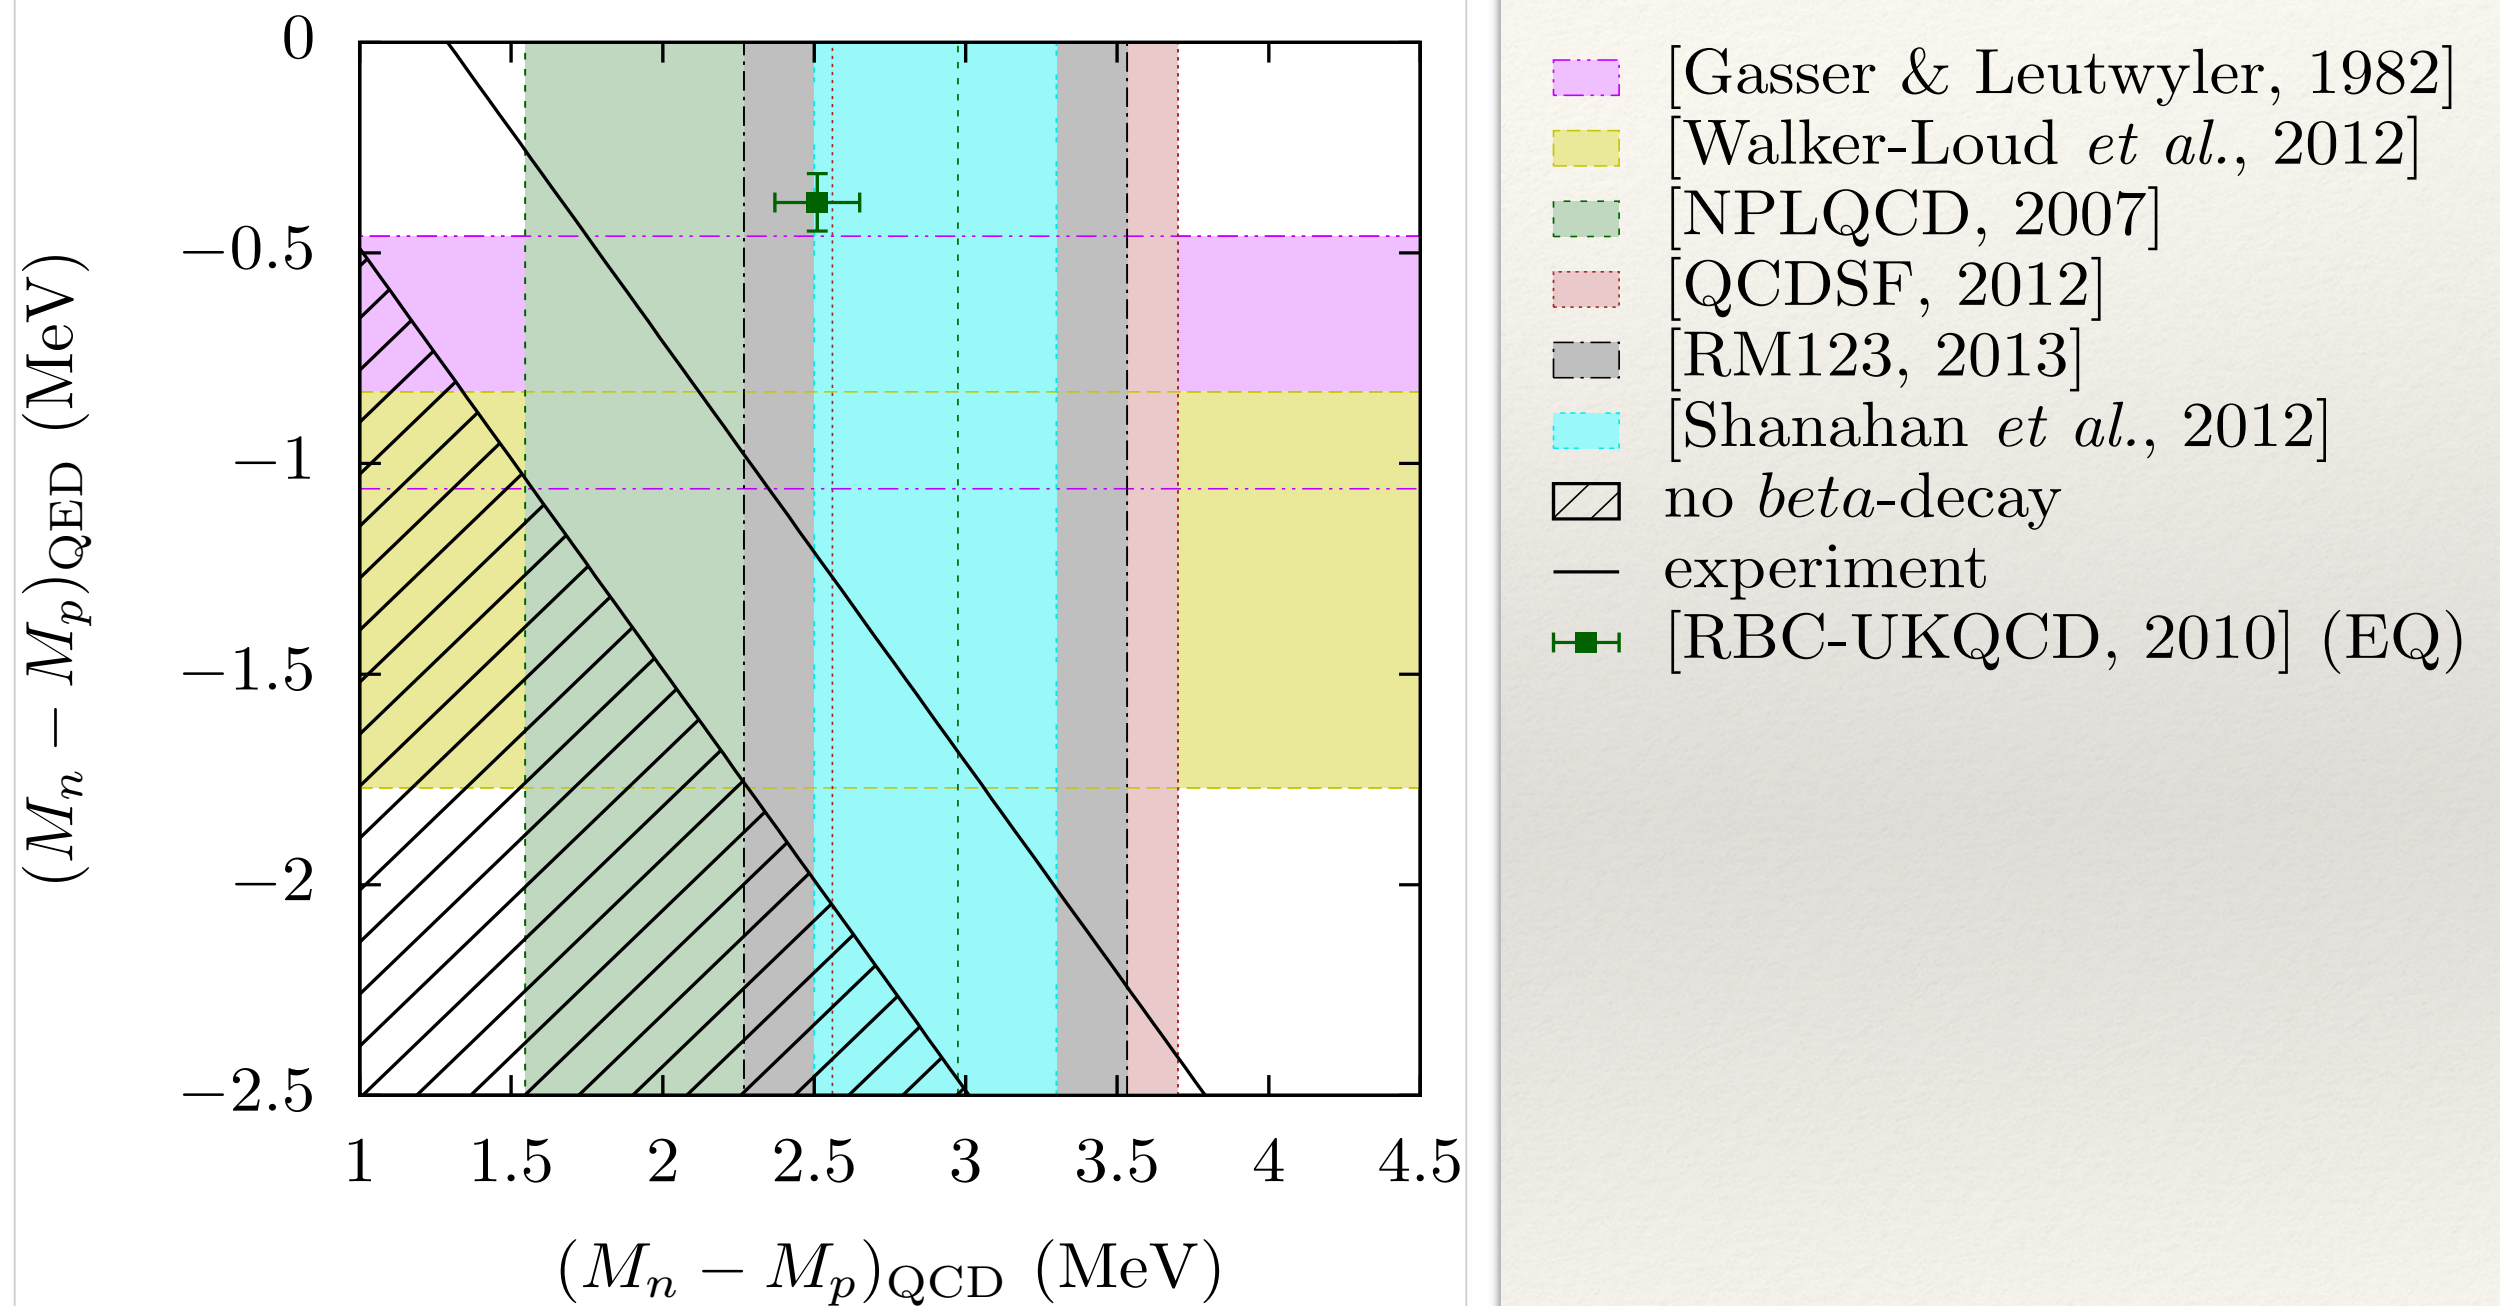 0
−0.5
−1
−1.5
−2
−2.5
(Mn − Mp)QED (MeV)
1 1.5 2 2.5 3 3.5 4 4.5
(Mn − Mp)QCD (MeV)
[Gasser & Leutwyler, 1982]
[Walker-Loud et al., 2012]
[NPLQCD, 2007]
[QCDSF, 2012]
[RM123, 2013]
[Shanahan et al., 2012]
no beta-decay
experiment
[RBC-UKQCD, 2010] (EQ)